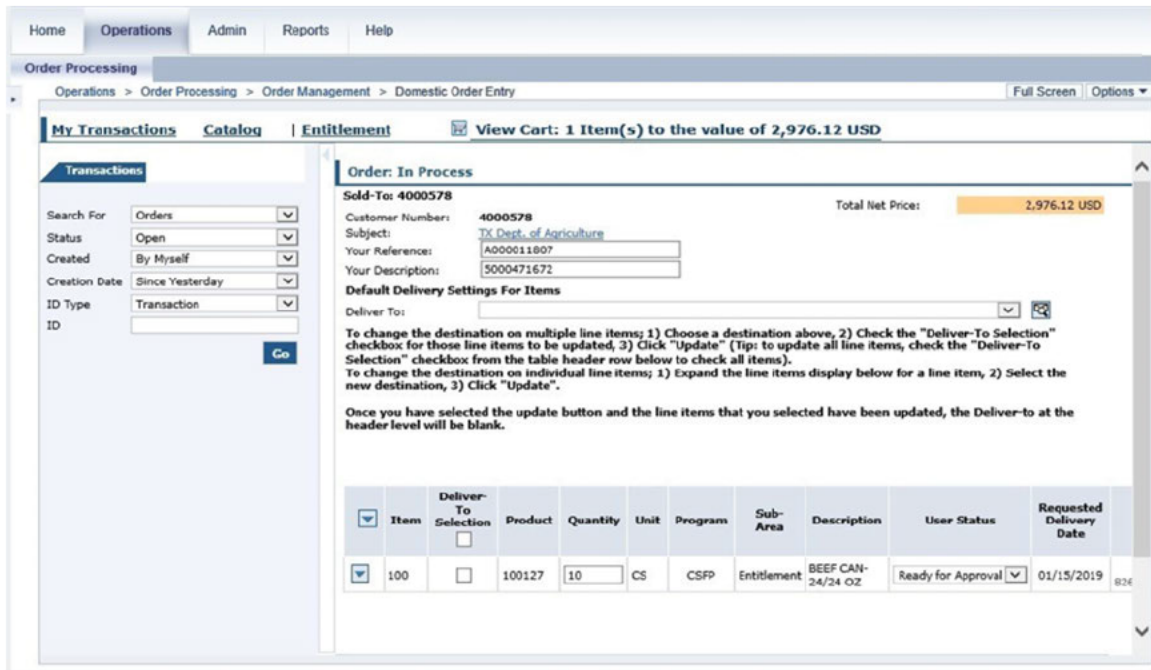 Home Operations Admin Reports Help
Order Processing
Operations > Order Processing > Order Management > Domestic Order Entry Full Screen Options
My Transactions Catalog | Entitlement View Cart: 1 Item(s) to the value of 2,976.12 USD
Transactions
Search For Orders
Status Open
Created By Myself
Creation Date Since Yesterday
ID Type Transaction
ID
Go
Order: In Process
Sold-To: 4000578
Total Net Price: 2,976.12 USD
Customer Number: 4000578
Subject: TX Dept. of Agriculture
Your Reference: A000011807
Your Description: 5000471672
Default Delivery Settings For Items
Deliver To:
To change the destination on multiple line items; 1) Choose a destination above, 2) Check the "Deliver-To Selection"
checkbox for those line items to be updated, 3) Click "Update" (Tip: to update all line items, check the "Deliver-To
Selection" checkbox from the table header row below to check all items).
To change the destination on individual line items; 1) Expand the line items display below for a line item, 2) Select the
new destination, 3) Click "Update".
Once you have selected the update button and the line items that you selected have been updated, the Deliver-to at the
header level will be blank.
Item Deliver-To Selection Product Quantity Unit Program Sub-Area Description User Status Requested Delivery Date
100 100127 10 CS CSFP Entitlement BEEF CAN-24/24 OZ Ready for Approval 01/15/2019